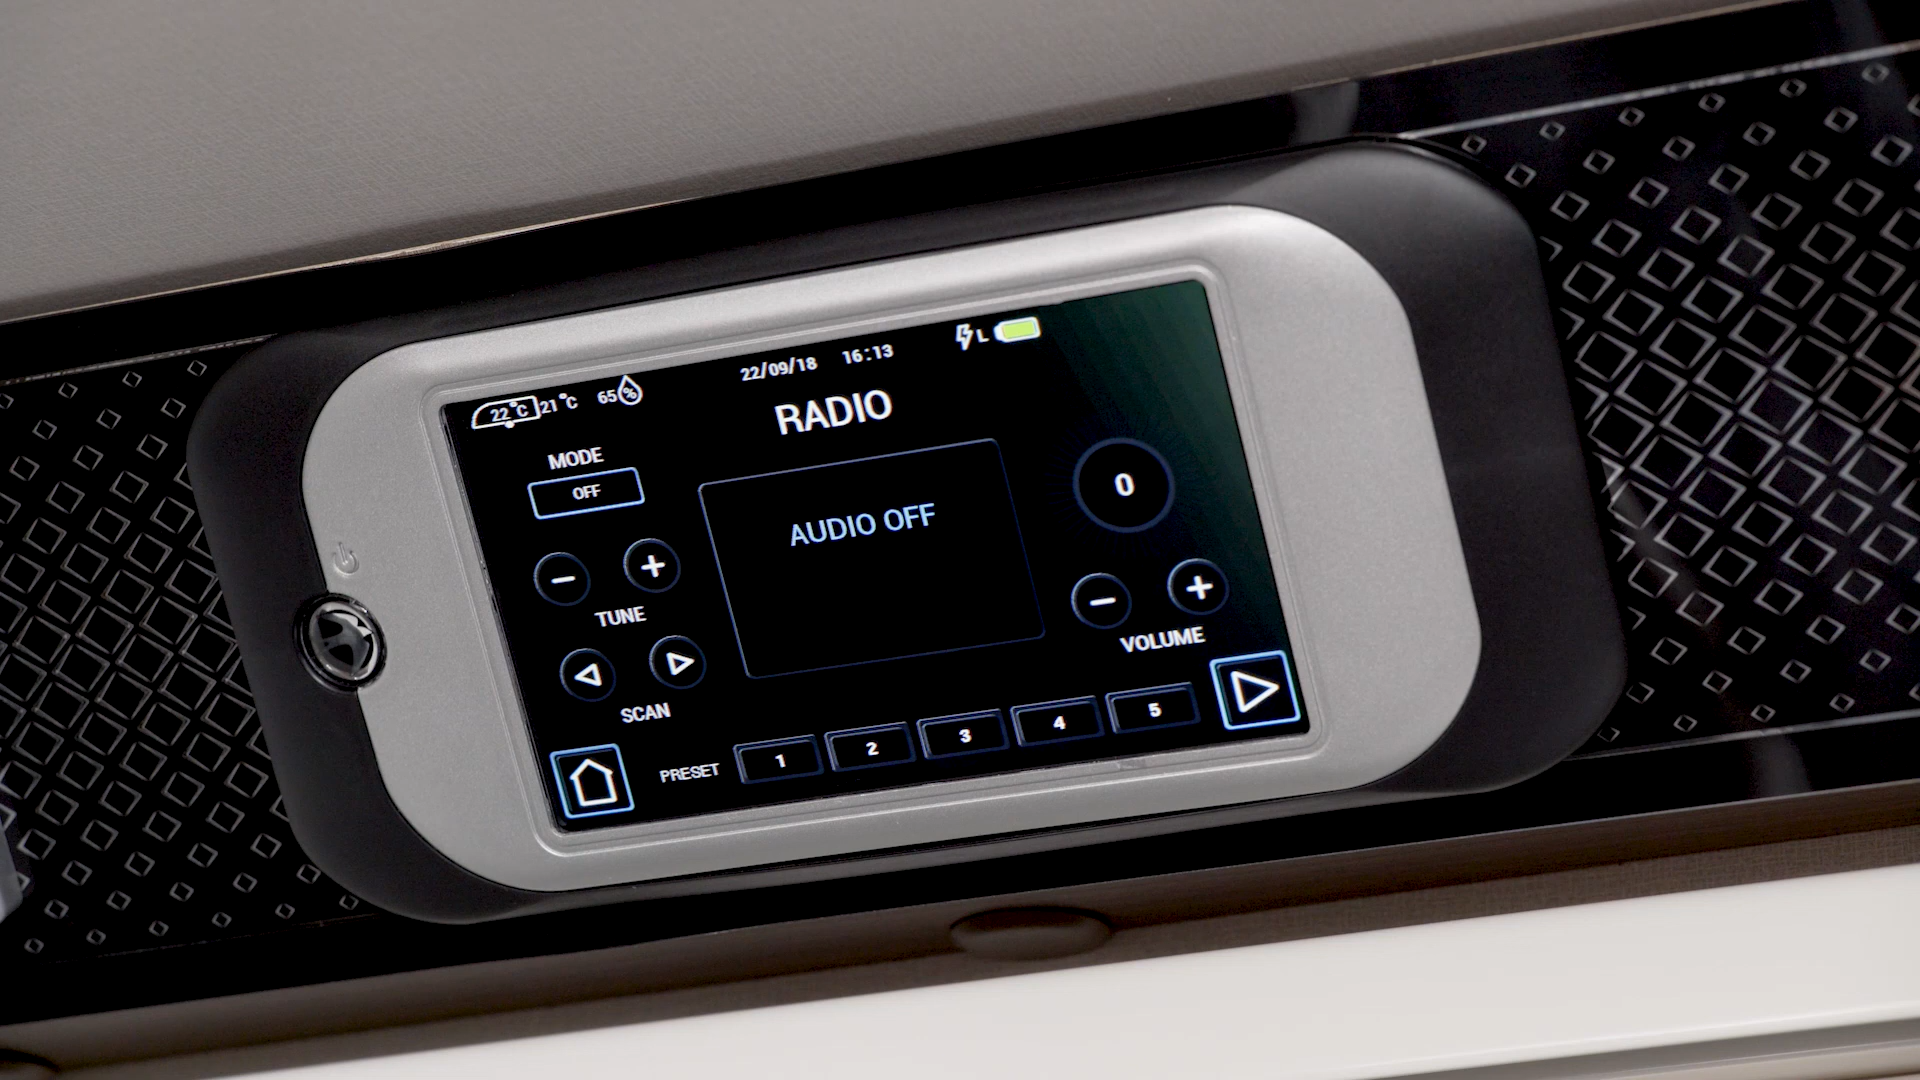 22°C 21°C 65% 22/09/18 16:13 L
RADIO
MODE
OFF
AUDIO OFF
0
TUNE
VOLUME
SCAN
PRESET 1 2 3 4 5